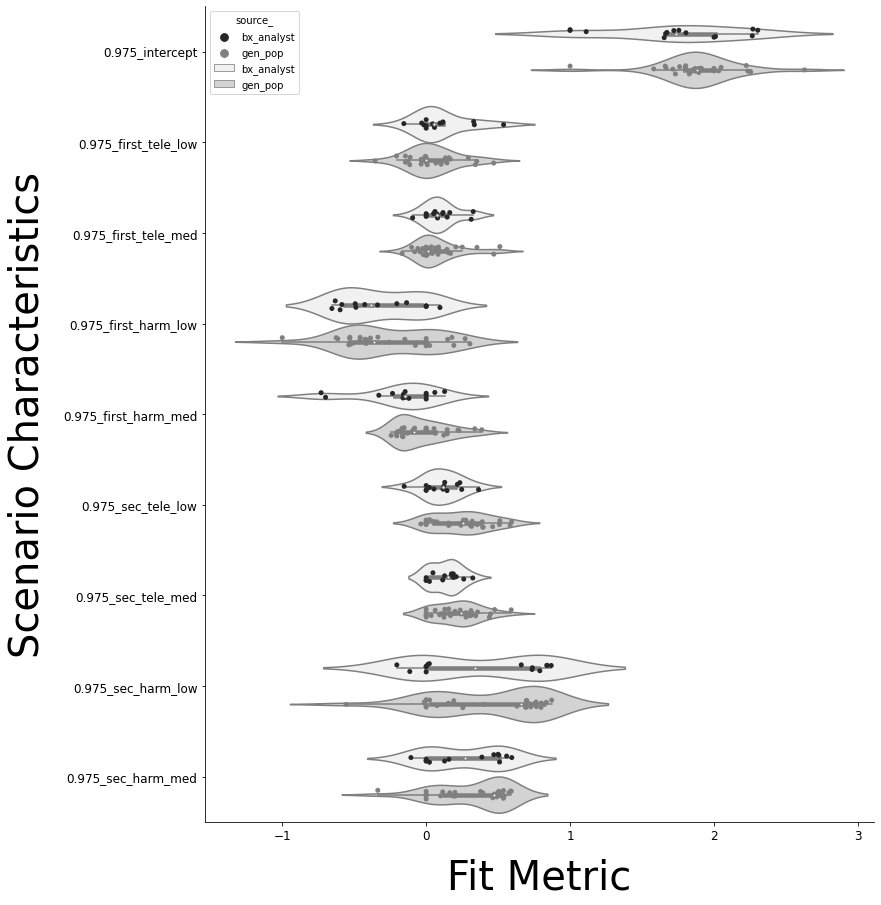 source_
bx_analyst
gen_pop
bx_analyst
gen_pop
0.975_intercept
0.975_first_tele_low
0.975_first_tele_med
0.975_first_harm_low
0.975_first_harm_med
0.975_sec_tele_low
0.975_sec_tele_med
0.975_sec_harm_low
0.975_sec_harm_med
Scenario Characteristics
−1 0 1 2 3
Fit Metric